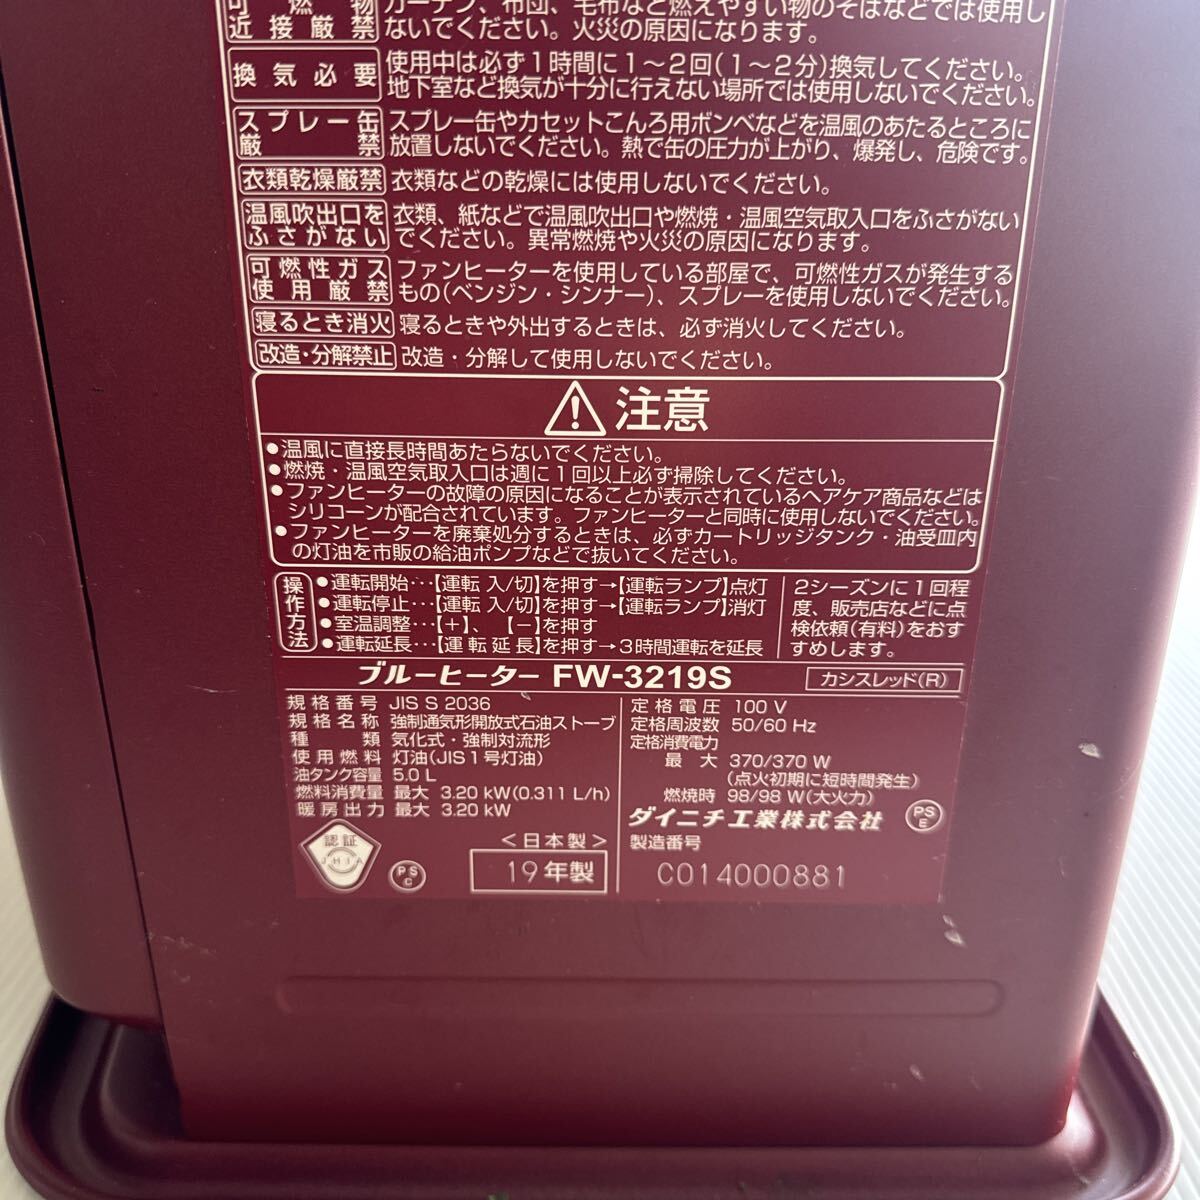 可燃物
近接厳禁
カーテン、布団、毛布など燃えやすい物のそばなどでは使用し
ないでください。火災の原因になります。
換気必要
使用中は必ず1時間に1〜2回(1〜2分)換気してください。
地下室など換気が十分に行えない場所では使用しないでください。
スプレー缶
厳禁
スプレー缶やカセットこんろ用ボンベなどを温風のあたるところに
放置しないでください。熱で缶の圧力が上がり、爆発し、危険です。
衣類乾燥厳禁
衣類などの乾燥には使用しないでください。
温風吹出口を
ふさがない
衣類、紙などで温風吹出口や燃焼・温風空気取入口をふさがない
でください。異常燃焼や火災の原因になります。
可燃性ガス
使用厳禁
ファンヒーターを使用している部屋で、可燃性ガスが発生する
もの(ベンジン・シンナー)、スプレーを使用しないでください。
寝るとき消火
寝るときや外出するときは、必ず消火してください。
改造・分解禁止
改造・分解して使用しないでください。
注意
●温風に直接長時間あたらないでください。
●燃焼・温風空気取入口は週に1回以上必ず掃除してください。
●ファンヒーターの故障の原因になることが表示されているヘアケア商品などは
シリコーンが配合されています。ファンヒーターと同時に使用しないでください。
●ファンヒーターを廃棄処分するときは、必ずカートリッジタンク・油受皿内
の灯油を市販の給油ポンプなどで抜いてください。
操作方法
●運転開始…【運転 入/切】を押す→【運転ランプ】点灯
●運転停止…【運転 入/切】を押す→【運転ランプ】消灯
●室温調整…【+】、【−】を押す
●運転延長…【運転延長】を押す→3時間運転を延長
2シーズンに1回程
度、販売店などに点
検依頼(有料)をおす
すめします。
ブルーヒーター FW-3219S
カシスレッド(R)
規格番号 JIS S 2036
規格名称 強制通気形開放式石油ストーブ
種類 気化式・強制対流形
使用燃料 灯油(JIS1号灯油)
油タンク容量 5.0 L
燃料消費量 最大 3.20 kW(0.311 L/h)
暖房出力 最大 3.20 kW
定格電圧 100 V
定格周波数 50/60 Hz
定格消費電力
最大 370/370 W
(点火初期に短時間発生)
燃焼時 98/98 W(大火力)
ダイニチ工業株式会社
PS
E
認証
JHIA
PS
C
<日本製>
19年製
製造番号
C014000881